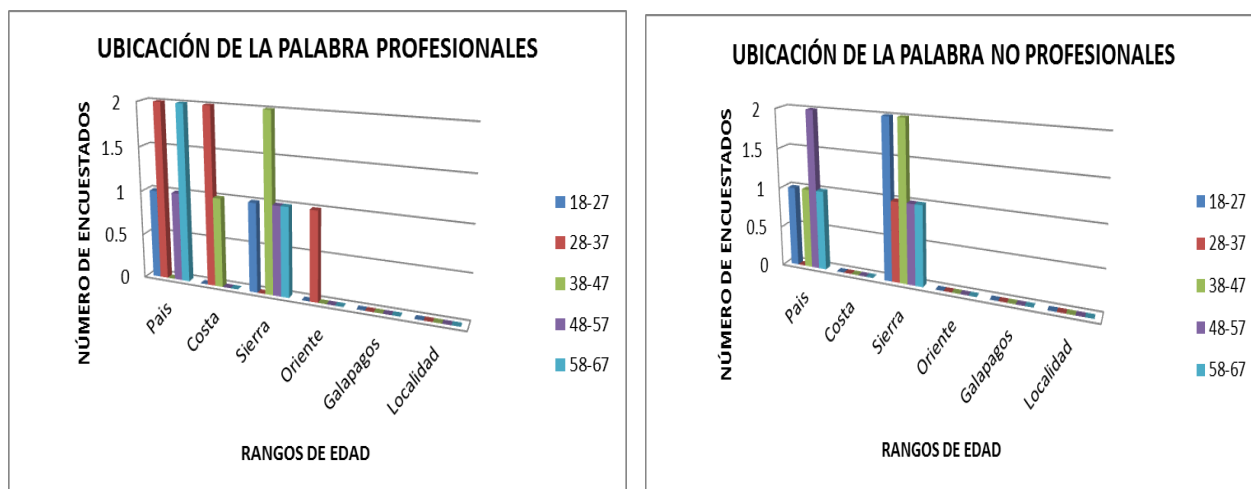 UBICACIÓN DE LA PALABRA PROFESIONALES
NÚMERO DE ENCUESTADOS
2
1.5
1
0.5
0
Pais
Costa
Sierra
Oriente
Galapagos
Localidad
RANGOS DE EDAD
18-27
28-37
38-47
48-57
58-67
UBICACIÓN DE LA PALABRA NO PROFESIONALES
NÚMERO DE ENCUESTADOS
2
1.5
1
0.5
0
Pais
Costa
Sierra
Oriente
Galapagos
Localidad
RANGOS DE EDAD
18-27
28-37
38-47
48-57
58-67